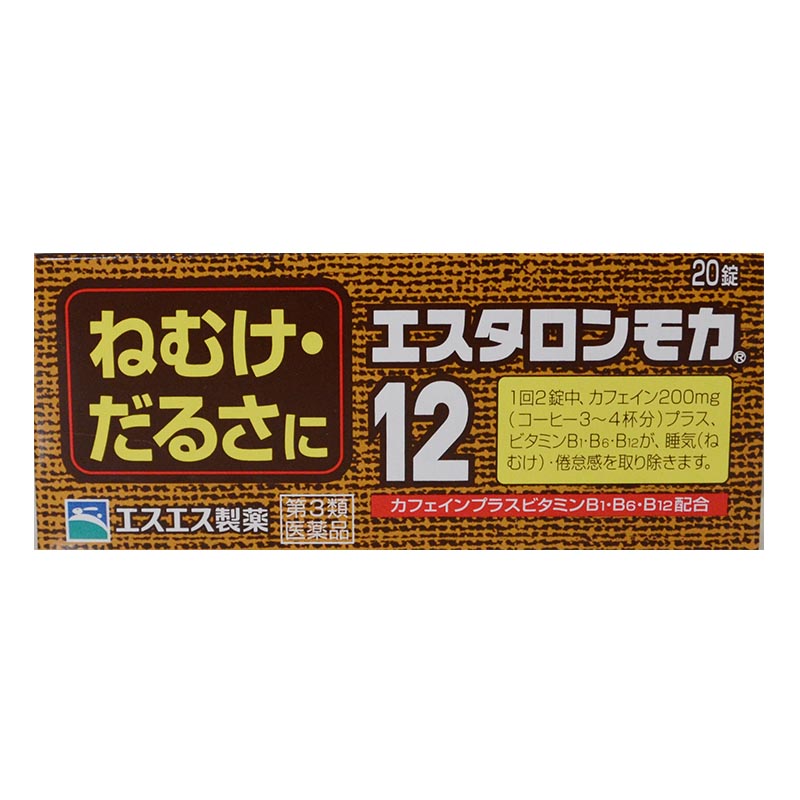 20錠
ねむけ・
だるさに
エスタロンモカ®
12
1回2錠中、カフェイン200mg
(コーヒー3〜4杯分)プラス、
ビタミンB1・B6・B12が、睡気(ね
むけ)・倦怠感を取り除きます。
カフェインプラスビタミンB1・B6・B12配合
エスエス製薬
第3類
医薬品